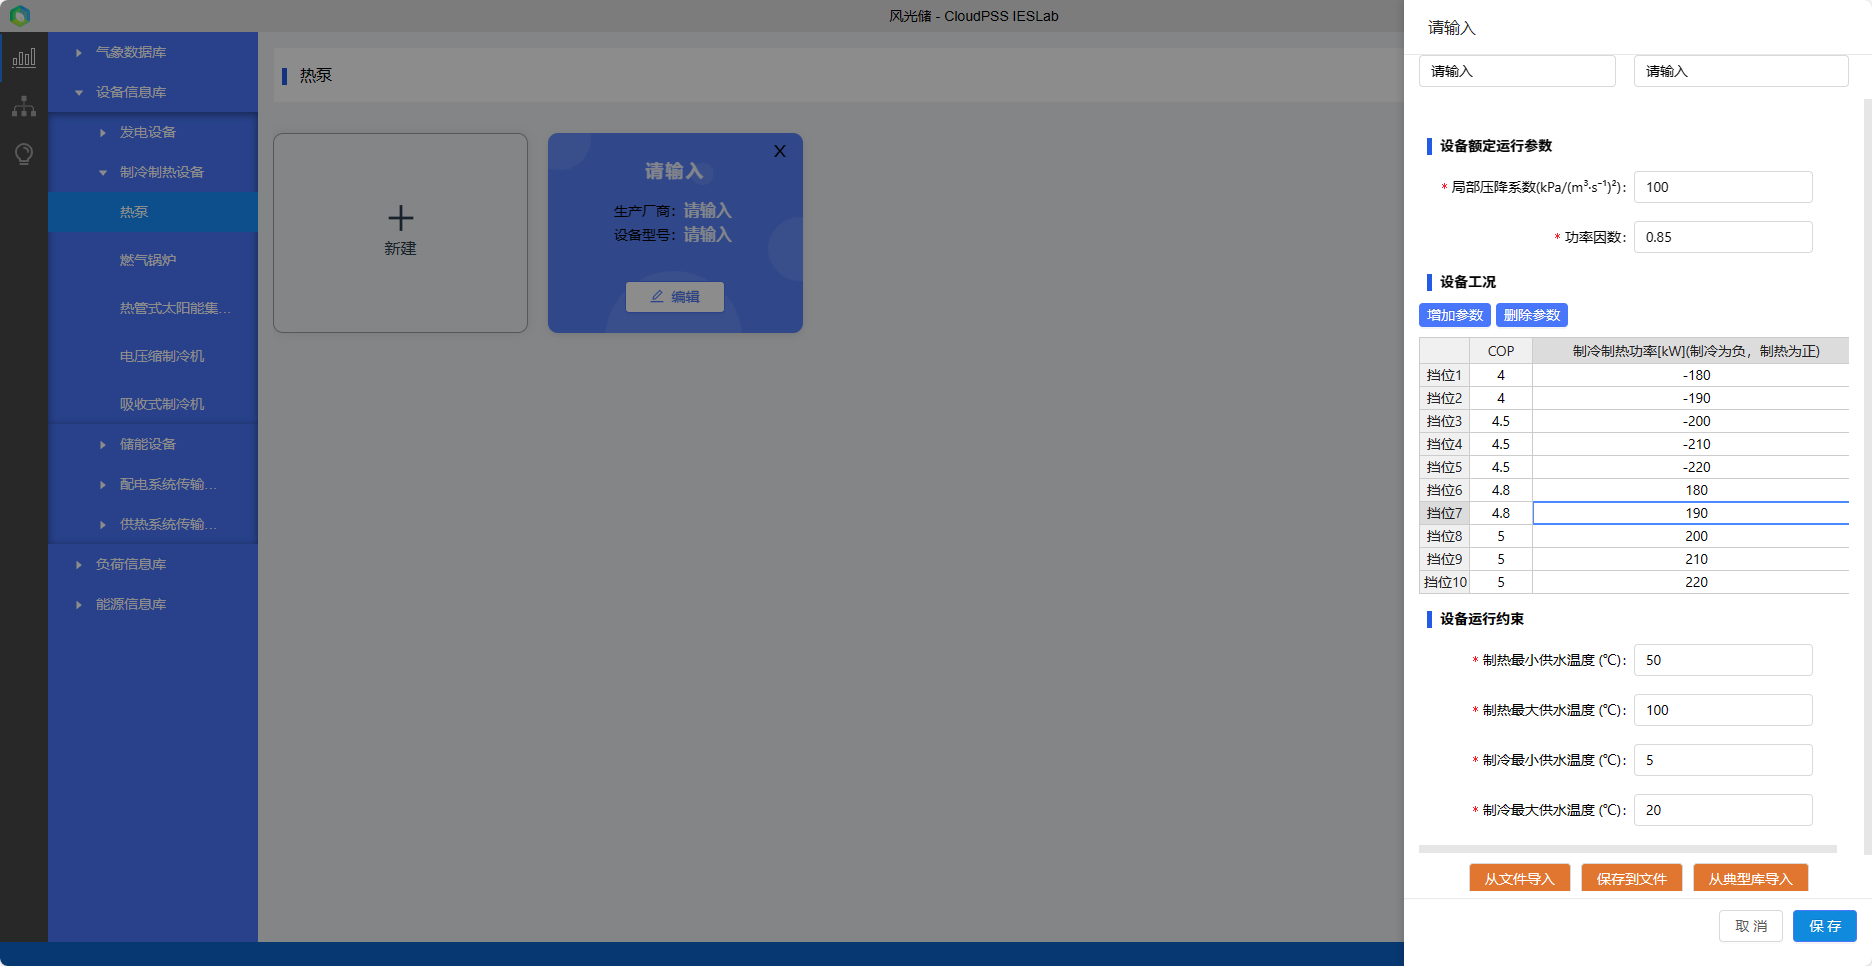 风光储 - CloudPSS IESLab
气象数据库
设备信息库
发电设备
制冷制热设备
热泵
燃气锅炉
热管式太阳能集...
电压缩制冷机
吸收式制冷机
储能设备
配电系统传输...
供热系统传输...
负荷信息库
能源信息库
热泵
新建
请输入
生产厂商：请输入
设备型号：请输入
编辑
请输入
请输入 请输入
设备额定运行参数
* 局部压降系数(kPa/(m³·s⁻¹)²)： 100
* 功率因数： 0.85
设备工况
增加参数 删除参数
COP 制冷制热功率[kW](制冷为负，制热为正)
挡位1 4 -180
挡位2 4 -190
挡位3 4.5 -200
挡位4 4.5 -210
挡位5 4.5 -220
挡位6 4.8 180
挡位7 4.8 190
挡位8 5 200
挡位9 5 210
挡位10 5 220
设备运行约束
* 制热最小供水温度 (℃)： 50
* 制热最大供水温度 (℃)： 100
* 制冷最小供水温度 (℃)： 5
* 制冷最大供水温度 (℃)： 20
从文件导入 保存到文件 从典型库导入
取 消 保 存